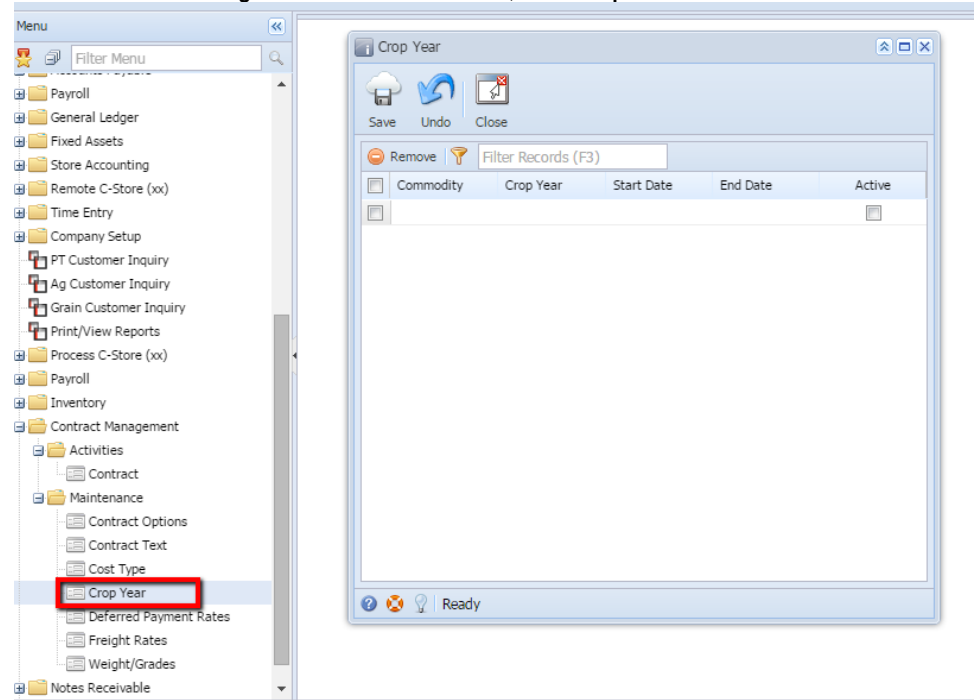 Menu
Filter Menu
Payroll
General Ledger
Fixed Assets
Store Accounting
Remote C-Store (xx)
Time Entry
Company Setup
PT Customer Inquiry
Ag Customer Inquiry
Grain Customer Inquiry
Print/View Reports
Process C-Store (xx)
Payroll
Inventory
Contract Management
Activities
Contract
Maintenance
Contract Options
Contract Text
Cost Type
Crop Year
Deferred Payment Rates
Freight Rates
Weight/Grades
Notes Receivable
Crop Year
Save Undo Close
Remove Filter Records (F3)
Commodity Crop Year Start Date End Date Active
Ready